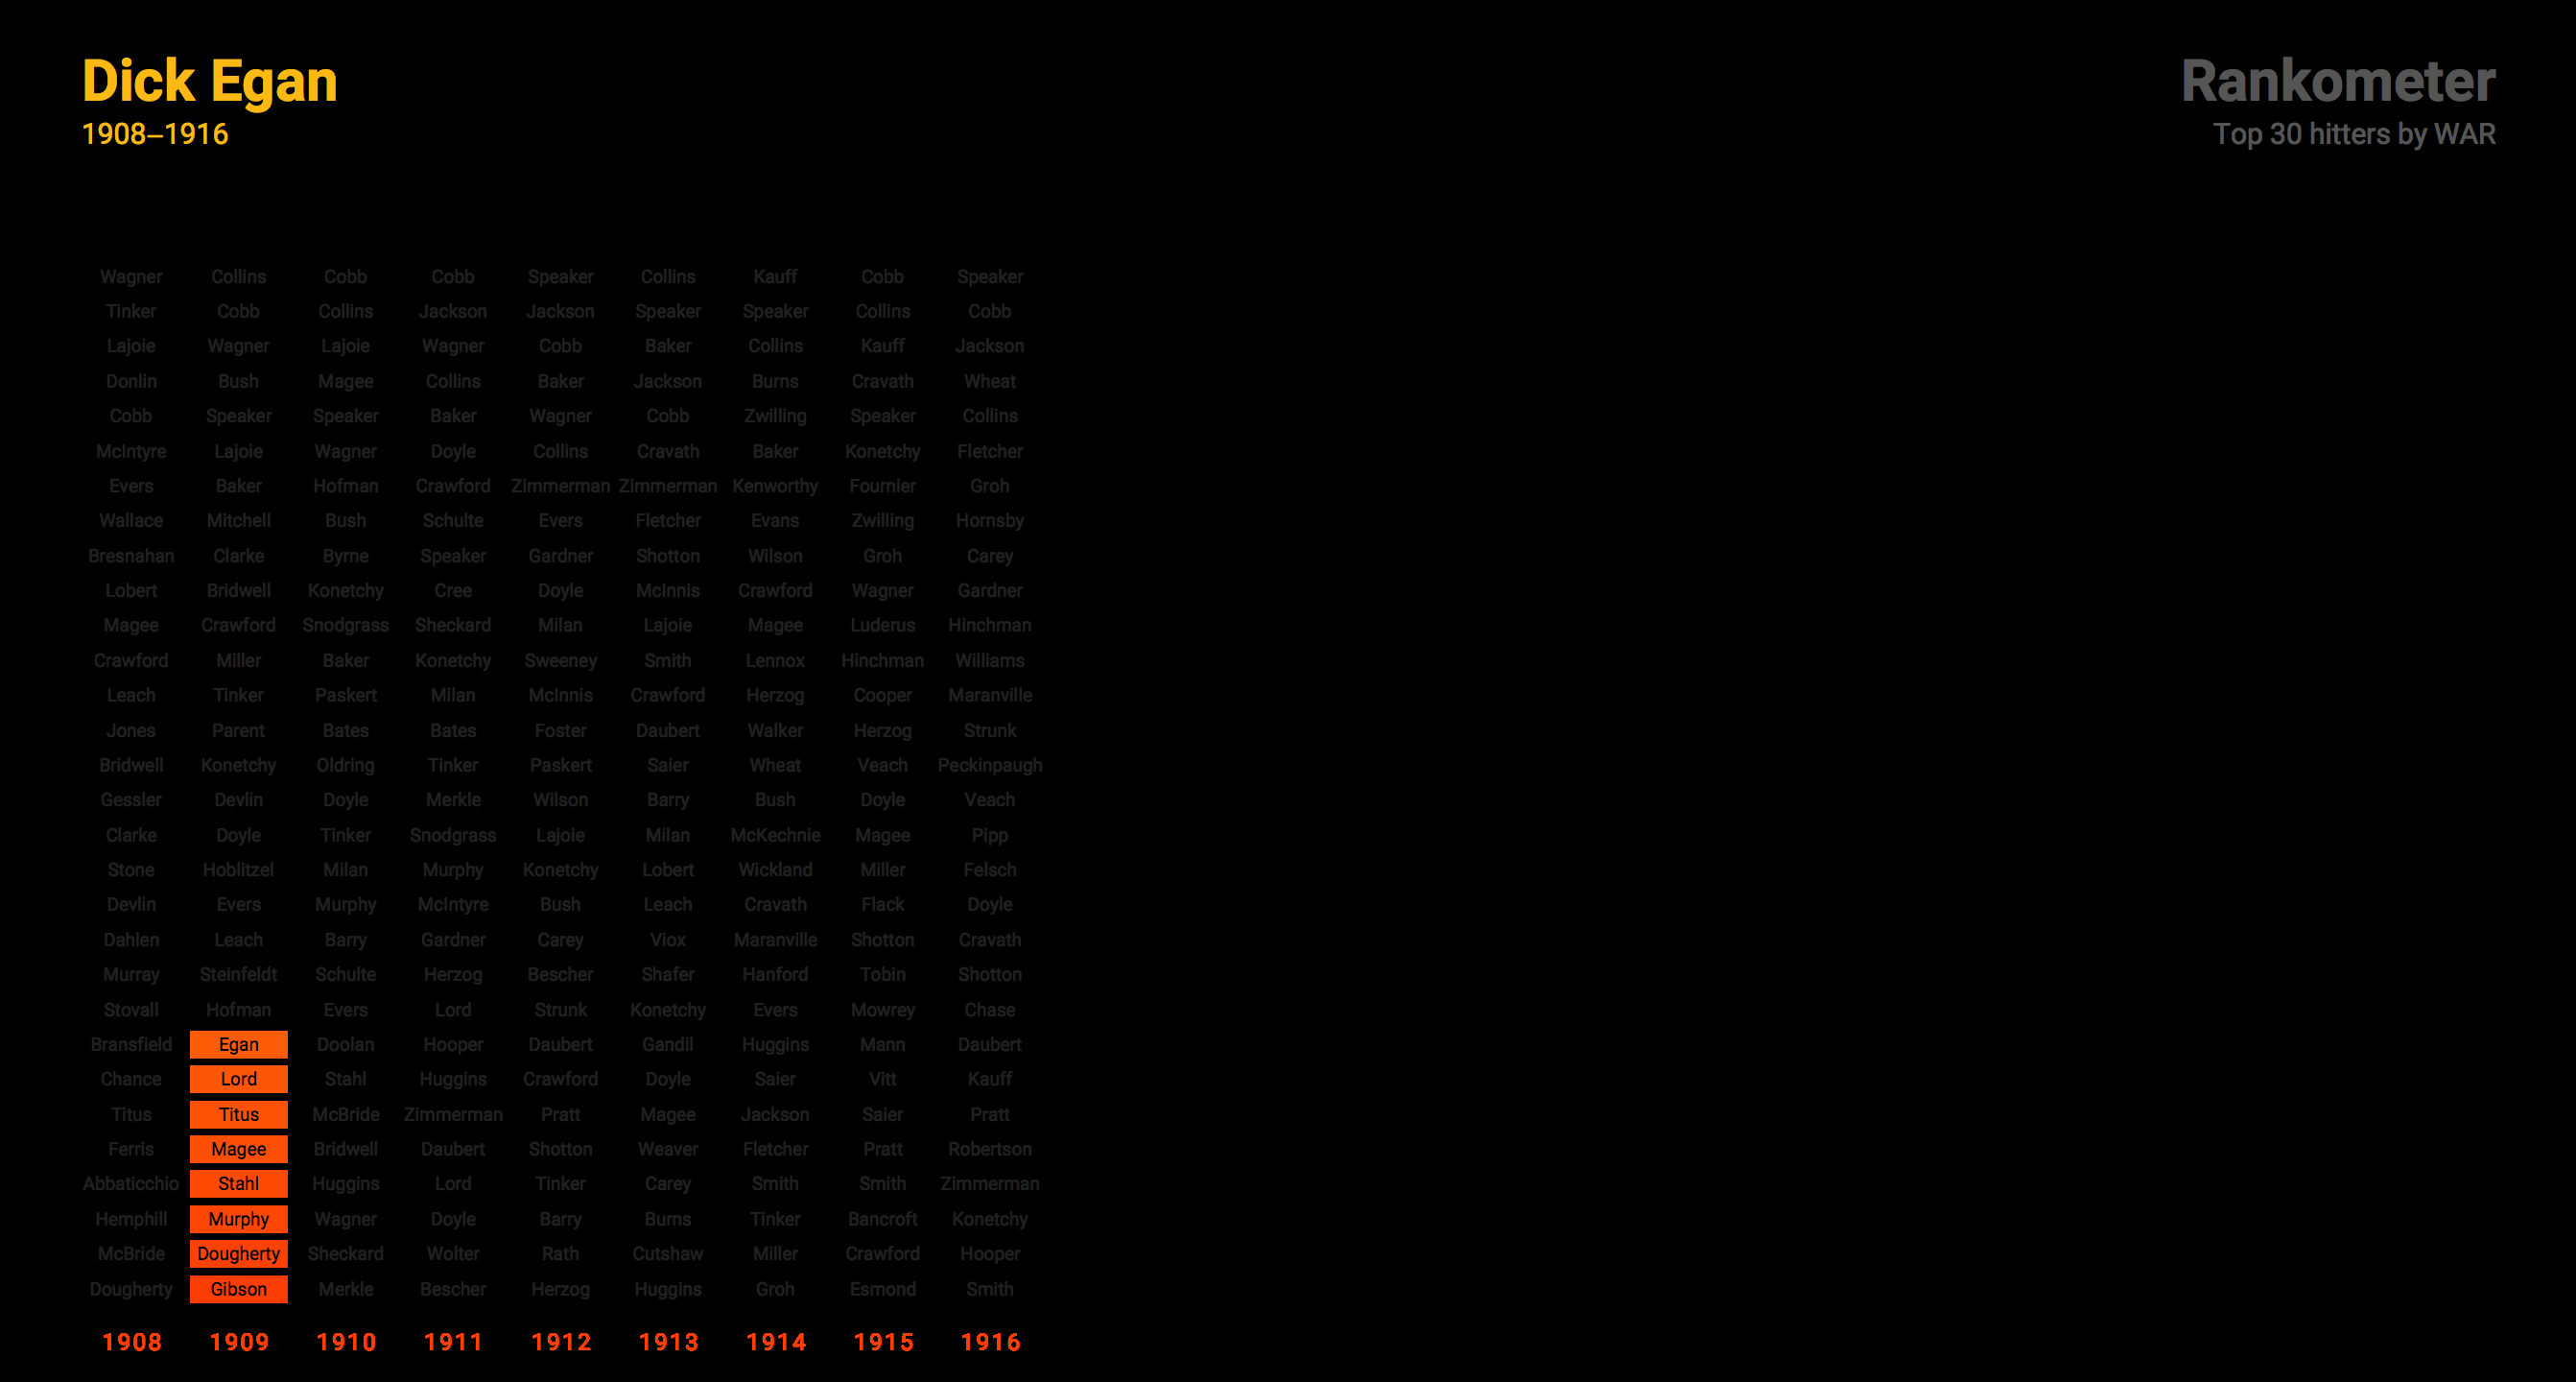 Dick Egan
1908–1916
Rankometer
Top 30 hitters by WAR
Wagner Collins Cobb Cobb Speaker Collins Kauff Cobb Speaker
Tinker Cobb Collins Jackson Jackson Speaker Speaker Collins Cobb
Lajoie Wagner Lajoie Wagner Cobb Baker Collins Kauff Jackson
Donlin Bush Magee Collins Baker Jackson Burns Cravath Wheat
Cobb Speaker Speaker Baker Wagner Cobb Zwilling Speaker Collins
McIntyre Lajoie Wagner Doyle Collins Cravath Baker Konetchy Fletcher
Evers Baker Hofman Crawford Zimmerman Zimmerman Kenworthy Fournier Groh
Wallace Mitchell Bush Schulte Evers Fletcher Evans Zwilling Hornsby
Bresnahan Clarke Byrne Speaker Gardner Shotton Wilson Groh Carey
Lobert Bridwell Konetchy Cree Doyle McInnis Crawford Wagner Gardner
Magee Crawford Snodgrass Sheckard Milan Lajoie Magee Luderus Hinchman
Crawford Miller Baker Konetchy Sweeney Smith Lennox Hinchman Williams
Leach Tinker Paskert Milan McInnis Crawford Herzog Cooper Maranville
Jones Parent Bates Bates Foster Daubert Walker Herzog Strunk
Bridwell Konetchy Oldring Tinker Paskert Saier Wheat Veach Peckinpaugh
Gessler Devlin Doyle Merkle Wilson Barry Bush Doyle Veach
Clarke Doyle Tinker Snodgrass Lajoie Milan McKechnie Magee Pipp
Stone Hoblitzel Milan Murphy Konetchy Lobert Wickland Miller Felsch
Devlin Evers Murphy McIntyre Bush Leach Cravath Flack Doyle
Dahlen Leach Barry Gardner Carey Viox Maranville Shotton Cravath
Murray Steinfeldt Schulte Herzog Bescher Shafer Hanford Tobin Shotton
Stovall Hofman Evers Lord Strunk Konetchy Evers Mowrey Chase
Bransfield Egan Doolan Hooper Daubert Gandil Huggins Mann Daubert
Chance Lord Stahl Huggins Crawford Doyle Saier Vitt Kauff
Titus Titus McBride Zimmerman Pratt Magee Jackson Saier Pratt
Ferris Magee Bridwell Daubert Shotton Weaver Fletcher Pratt Robertson
Abbaticchio Stahl Huggins Lord Tinker Carey Smith Smith Zimmerman
Hemphill Murphy Wagner Doyle Barry Burns Tinker Bancroft Konetchy
McBride Dougherty Sheckard Wolter Rath Cutshaw Miller Crawford Hooper
Dougherty Gibson Merkle Bescher Herzog Huggins Groh Esmond Smith
1908 1909 1910 1911 1912 1913 1914 1915 1916